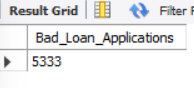 Result Grid Filter
Bad_Loan_Applications
5333